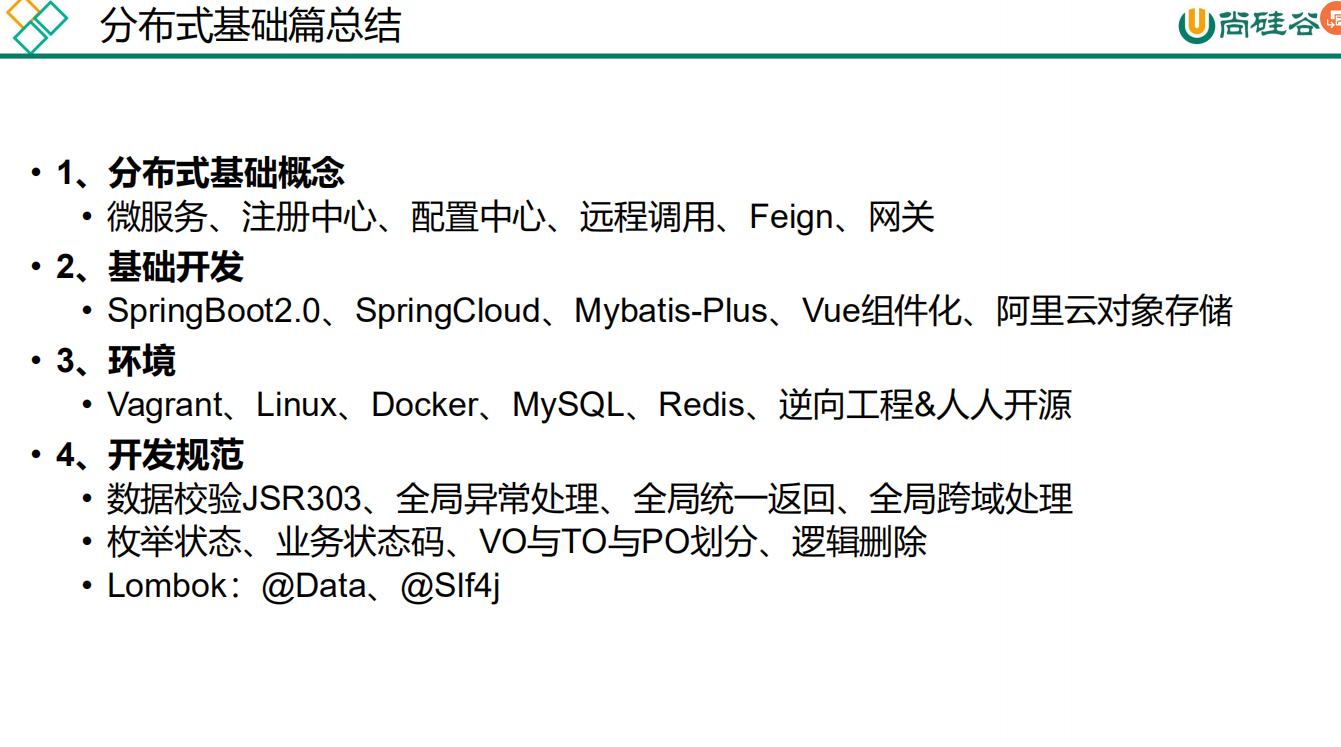 分布式基础篇总结
尚硅谷
• 1、分布式基础概念
• 微服务、注册中心、配置中心、远程调用、Feign、网关
• 2、基础开发
• SpringBoot2.0、SpringCloud、Mybatis-Plus、Vue组件化、阿里云对象存储
• 3、环境
• Vagrant、Linux、Docker、MySQL、Redis、逆向工程&人人开源
• 4、开发规范
• 数据校验JSR303、全局异常处理、全局统一返回、全局跨域处理
• 枚举状态、业务状态码、VO与TO与PO划分、逻辑删除
• Lombok：@Data、@Slf4j